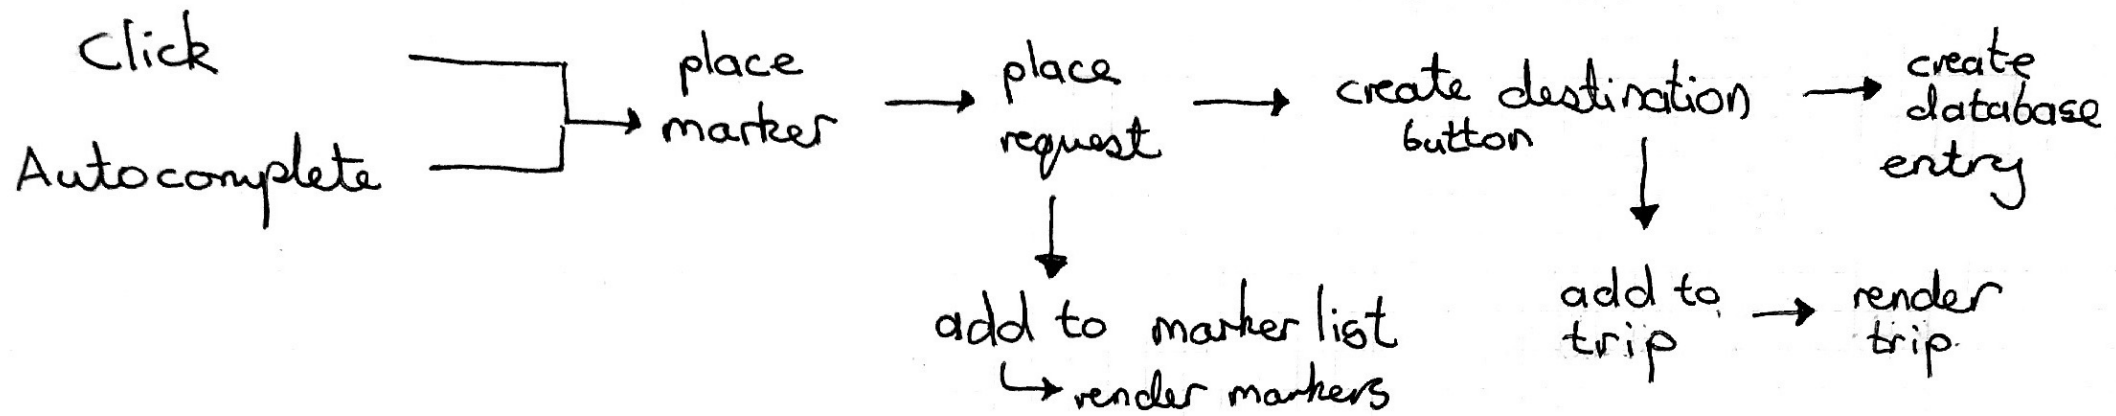 Click
Autocomplete
place
marker
place
request
create destination
button
create
database
entry
add to marker list
render markers
add to
trip
render
trip